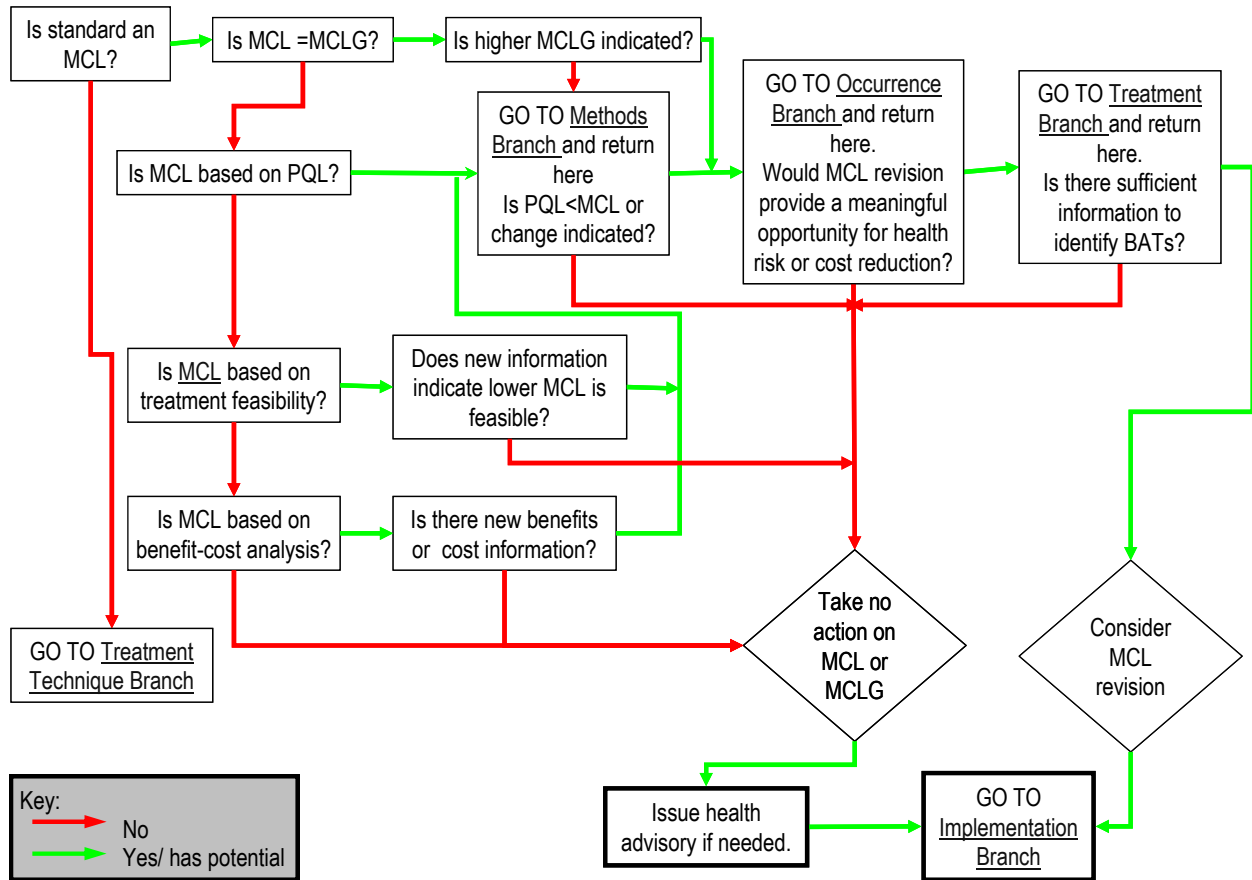 Is standard an
MCL?
Is MCL =MCLG?
Is higher MCLG indicated?
GO TO Methods
Branch and return
here
Is PQL<MCL or
change indicated?
GO TO Occurrence
Branch and return
here.
Would MCL revision
provide a meaningful
opportunity for health
risk or cost reduction?
GO TO Treatment
Branch and return
here.
Is there sufficient
information to
identify BATs?
Is MCL based on PQL?
Is MCL based on
treatment feasibility?
Does new information
indicate lower MCL is
feasible?
Is MCL based on
benefit-cost analysis?
Is there new benefits
or cost information?
GO TO Treatment
Technique Branch
Take no
action on
MCL or
MCLG
Consider
MCL
revision
Key:
No
Yes/ has potential
Issue health
advisory if needed.
GO TO
Implementation
Branch